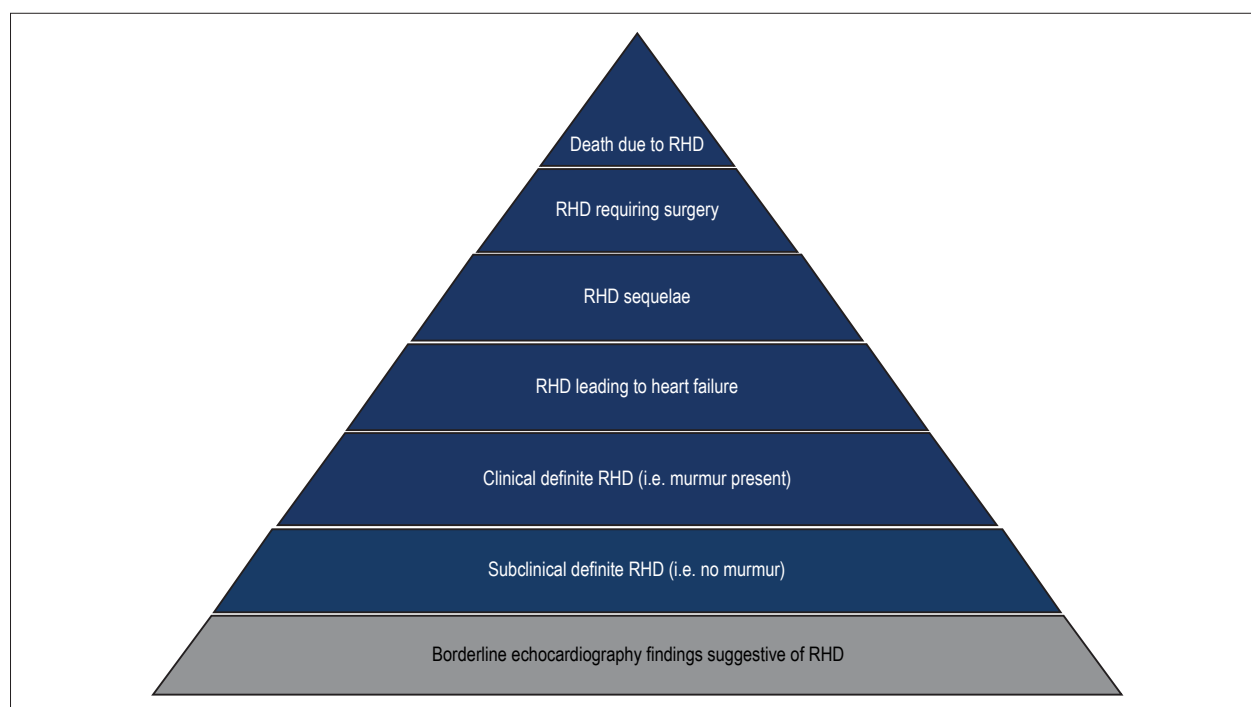 Death due to RHD
RHD requiring surgery
RHD sequelae
RHD leading to heart failure
Clinical definite RHD (i.e. murmur present)
Subclinical definite RHD (i.e. no murmur)
Borderline echocardiography findings suggestive of RHD